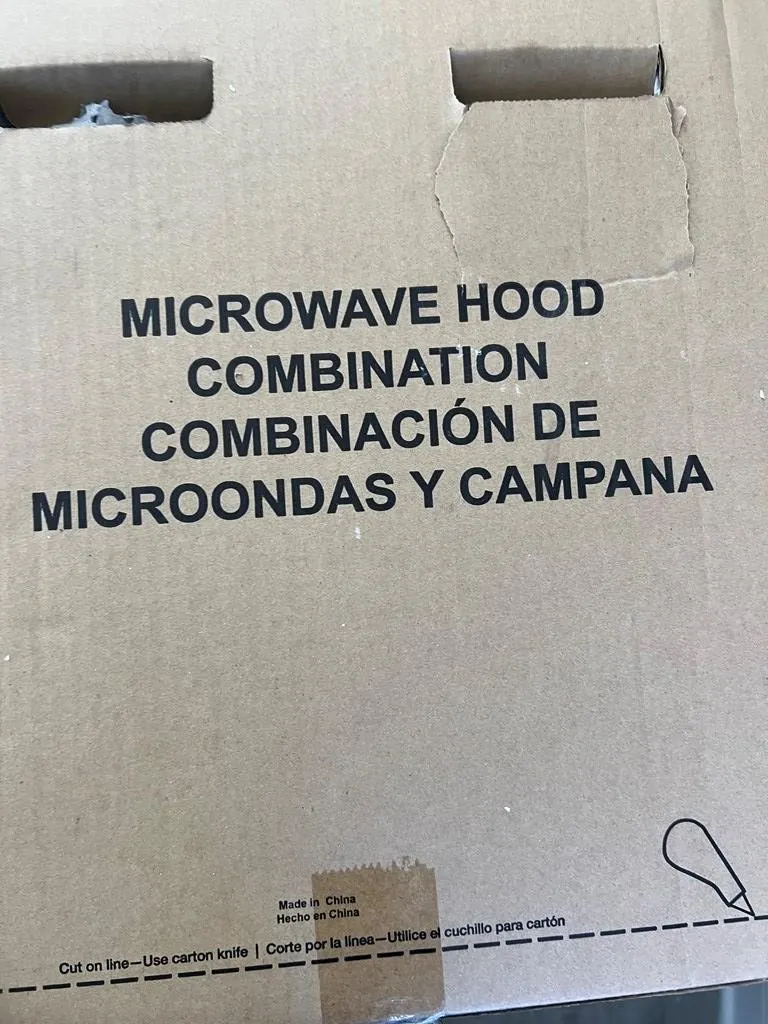 MICROWAVE HOOD
COMBINATION
COMBINACIÓN DE
MICROONDAS Y CAMPANA
Made in China
Hecho en China
Cut on line—Use carton knife | Corte por la línea—Utilice el cuchillo para cartón